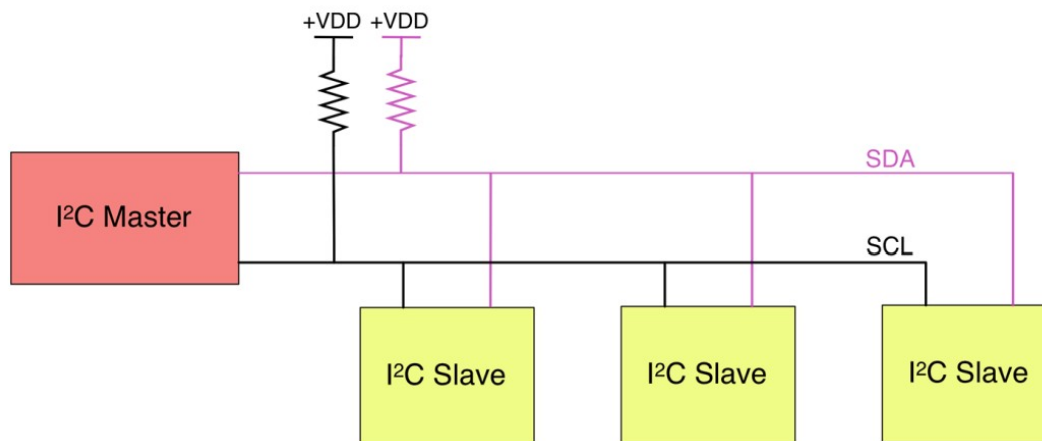 +VDD +VDD
SDA
I²C Master
SCL
I²C Slave
I²C Slave
I²C Slave